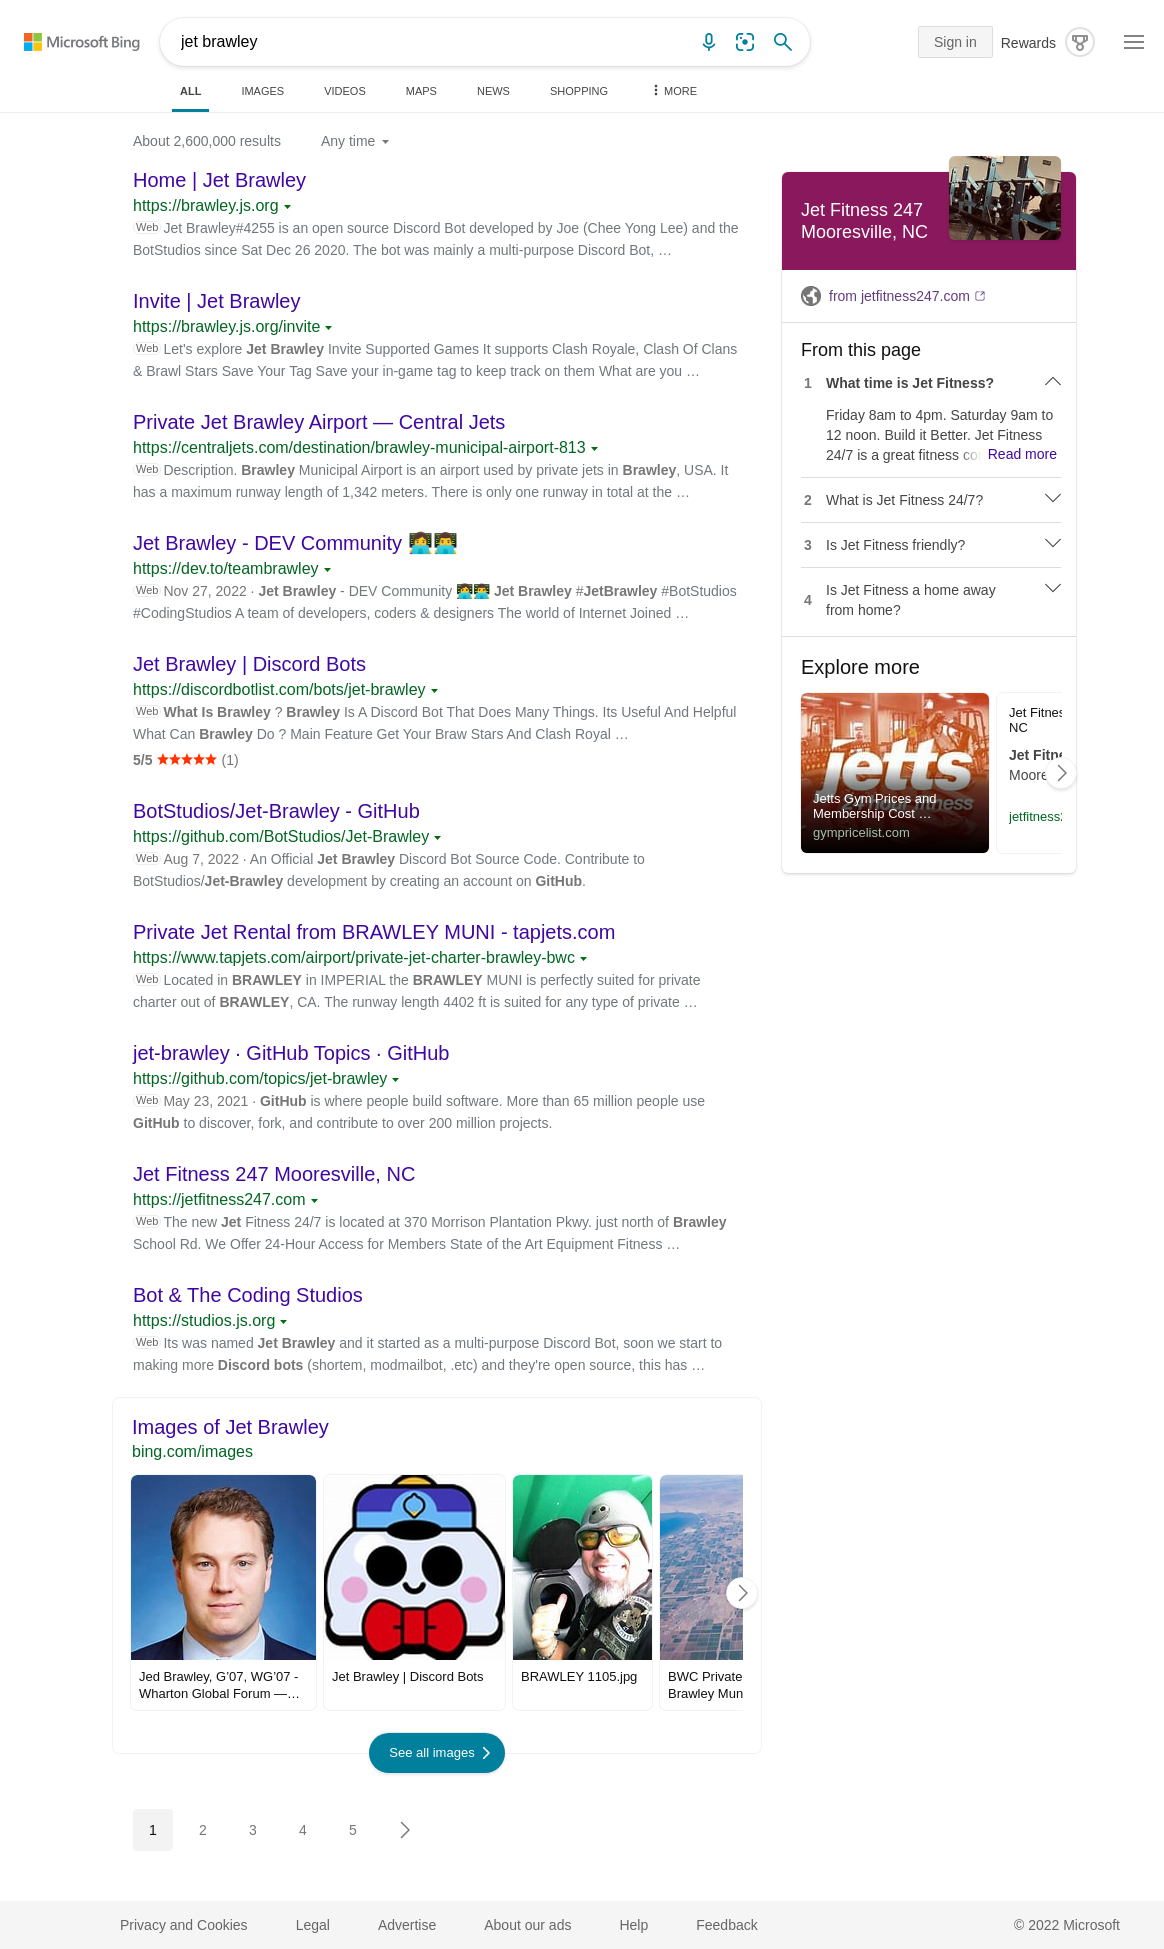 Microsoft Bing
jet brawley
Sign in
Rewards
ALL
IMAGES
VIDEOS
MAPS
NEWS
SHOPPING
MORE
About 2,600,000 results
Any time
Home | Jet Brawley
https://brawley.js.org
Web Jet Brawley#4255 is an open source Discord Bot developed by Joe (Chee Yong Lee) and the
BotStudios since Sat Dec 26 2020. The bot was mainly a multi-purpose Discord Bot, …
Invite | Jet Brawley
https://brawley.js.org/invite
Web Let's explore Jet Brawley Invite Supported Games It supports Clash Royale, Clash Of Clans
& Brawl Stars Save Your Tag Save your in-game tag to keep track on them What are you …
Private Jet Brawley Airport — Central Jets
https://centraljets.com/destination/brawley-municipal-airport-813
Web Description. Brawley Municipal Airport is an airport used by private jets in Brawley, USA. It
has a maximum runway length of 1,342 meters. There is only one runway in total at the …
Jet Brawley - DEV Community 👩‍💻👨‍💻
https://dev.to/teambrawley
Web Nov 27, 2022 · Jet Brawley - DEV Community 👩‍💻👨‍💻 Jet Brawley #JetBrawley #BotStudios
#CodingStudios A team of developers, coders & designers The world of Internet Joined …
Jet Brawley | Discord Bots
https://discordbotlist.com/bots/jet-brawley
Web What Is Brawley ? Brawley Is A Discord Bot That Does Many Things. Its Useful And Helpful
What Can Brawley Do ? Main Feature Get Your Braw Stars And Clash Royal …
5/5 ★★★★★ (1)
BotStudios/Jet-Brawley - GitHub
https://github.com/BotStudios/Jet-Brawley
Web Aug 7, 2022 · An Official Jet Brawley Discord Bot Source Code. Contribute to
BotStudios/Jet-Brawley development by creating an account on GitHub.
Private Jet Rental from BRAWLEY MUNI - tapjets.com
https://www.tapjets.com/airport/private-jet-charter-brawley-bwc
Web Located in BRAWLEY in IMPERIAL the BRAWLEY MUNI is perfectly suited for private
charter out of BRAWLEY, CA. The runway length 4402 ft is suited for any type of private …
jet-brawley · GitHub Topics · GitHub
https://github.com/topics/jet-brawley
Web May 23, 2021 · GitHub is where people build software. More than 65 million people use
GitHub to discover, fork, and contribute to over 200 million projects.
Jet Fitness 247 Mooresville, NC
https://jetfitness247.com
Web The new Jet Fitness 24/7 is located at 370 Morrison Plantation Pkwy. just north of Brawley
School Rd. We Offer 24-Hour Access for Members State of the Art Equipment Fitness …
Bot & The Coding Studios
https://studios.js.org
Web Its was named Jet Brawley and it started as a multi-purpose Discord Bot, soon we start to
making more Discord bots (shortem, modmailbot, .etc) and they're open source, this has …
Images of Jet Brawley
bing.com/images
Jed Brawley, G'07, WG'07 -
Wharton Global Forum —…
Jet Brawley | Discord Bots
BRAWLEY 1105.jpg
BWC Private
Brawley Mun
See all images
1
2
3
4
5
Jet Fitness 247
Mooresville, NC
from jetfitness247.com
From this page
1 What time is Jet Fitness?
Friday 8am to 4pm. Saturday 9am to
12 noon. Build it Better. Jet Fitness
24/7 is a great fitness co Read more
2 What is Jet Fitness 24/7?
3 Is Jet Fitness friendly?
4 Is Jet Fitness a home away
from home?
Explore more
jetts
24 hour fitness
Jetts Gym Prices and
Membership Cost …
gympricelist.com
Jet Fitnes
NC
Jet Fitne
Moore
jetfitness2
Privacy and Cookies
Legal
Advertise
About our ads
Help
Feedback
© 2022 Microsoft